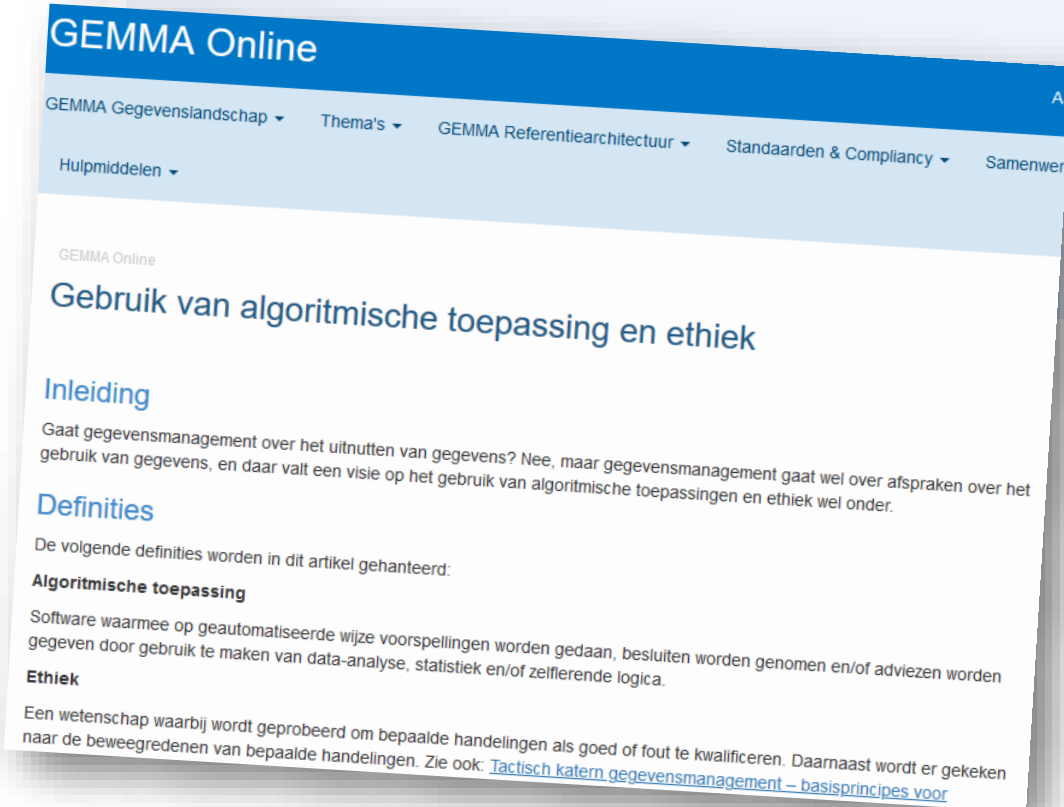 GEMMA Online
A
GEMMA Gegevenslandschap Thema's GEMMA Referentiearchitectuur Standaarden & Compliancy Samenwer
Hulpmiddelen
GEMMA Online
Gebruik van algoritmische toepassing en ethiek
Inleiding
Gaat gegevensmanagement over het uitnutten van gegevens? Nee, maar gegevensmanagement gaat wel over afspraken over het
gebruik van gegevens, en daar valt een visie op het gebruik van algoritmische toepassingen en ethiek wel onder.
Definities
De volgende definities worden in dit artikel gehanteerd:
Algoritmische toepassing
Software waarmee op geautomatiseerde wijze voorspellingen worden gedaan, besluiten worden genomen en/of adviezen worden
gegeven door gebruik te maken van data-analyse, statistiek en/of zelflerende logica.
Ethiek
Een wetenschap waarbij wordt geprobeerd om bepaalde handelingen als goed of fout te kwalificeren. Daarnaast wordt er gekeken
naar de beweegredenen van bepaalde handelingen. Zie ook: Tactisch katern gegevensmanagement – basisprincipes voor